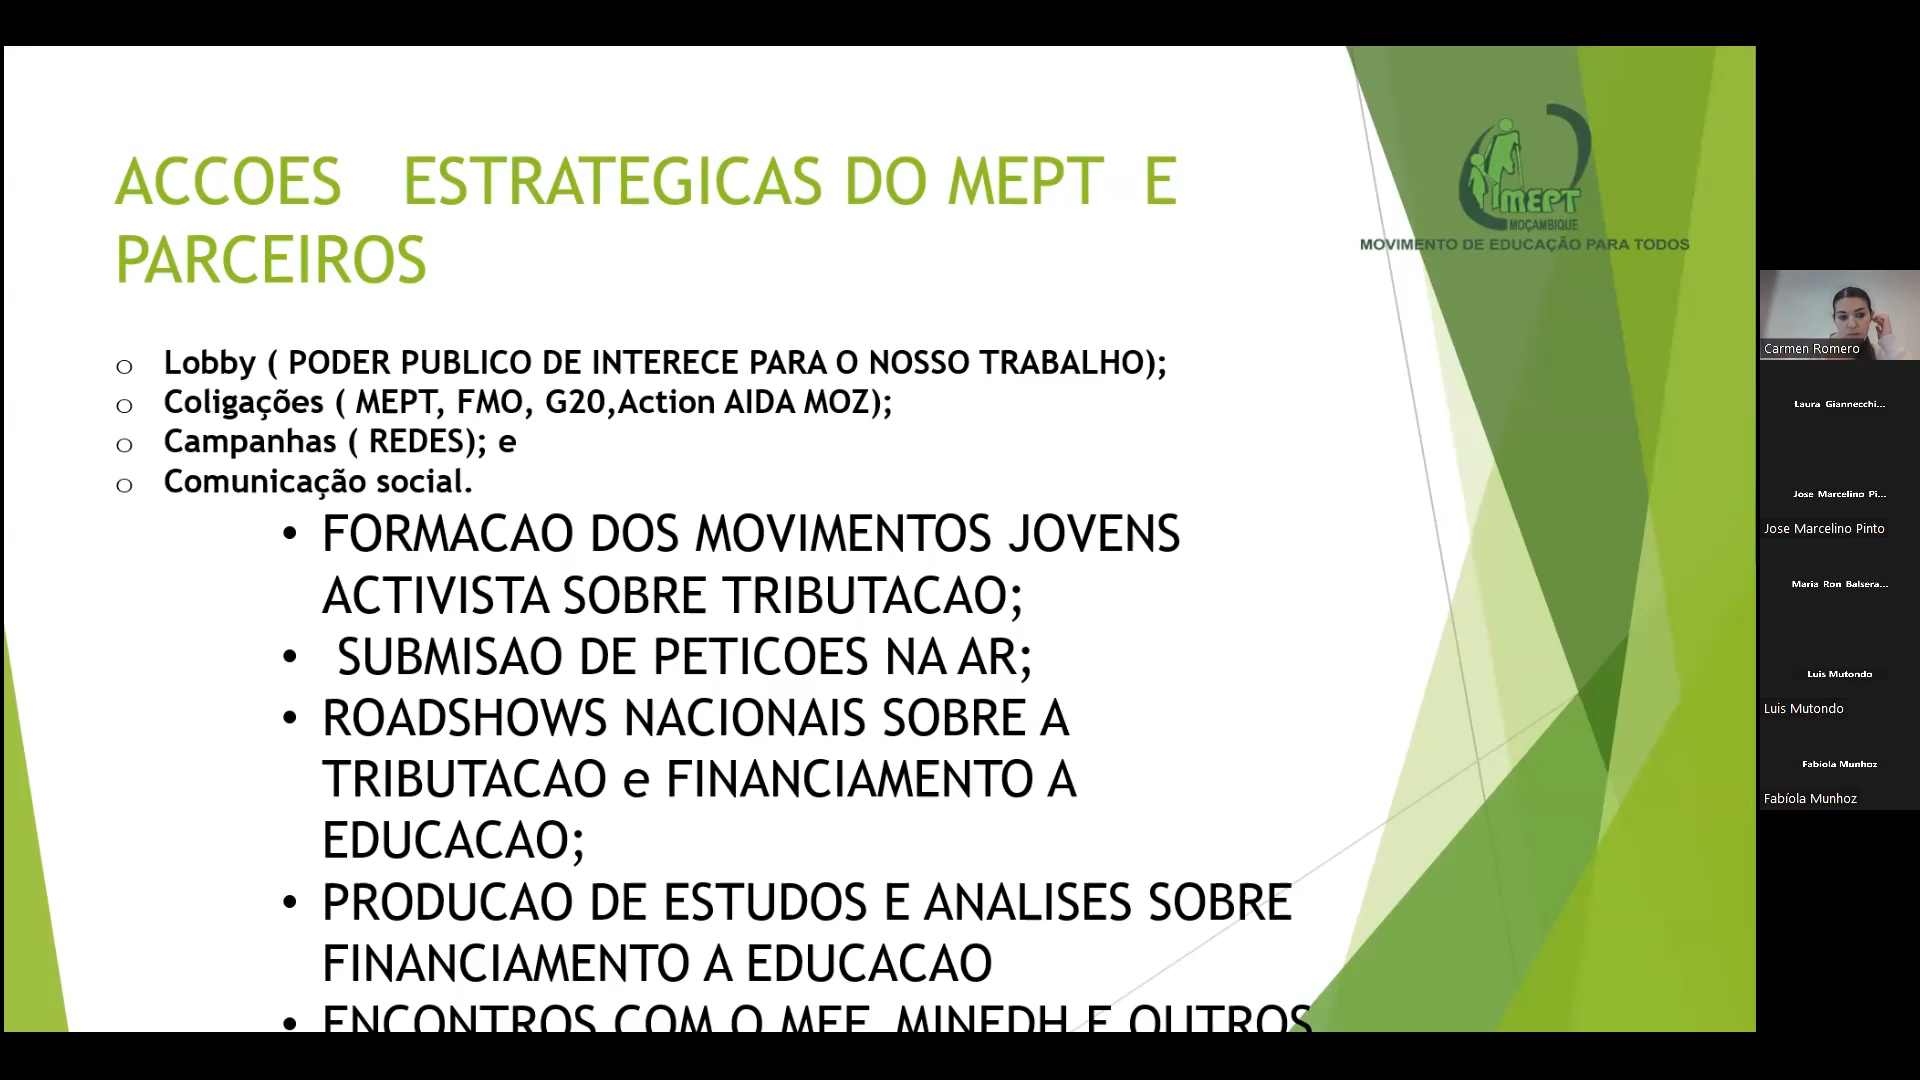 ACCOES ESTRATEGICAS DO MEPT E
PARCEIROS
MEPT
MOÇAMBIQUE
MOVIMENTO DE EDUCAÇÃO PARA TODOS
o Lobby ( PODER PUBLICO DE INTERECE PARA O NOSSO TRABALHO);
o Coligações ( MEPT, FMO, G20,Action AIDA MOZ);
o Campanhas ( REDES); e
o Comunicação social.
• FORMACAO DOS MOVIMENTOS JOVENS
ACTIVISTA SOBRE TRIBUTACAO;
• SUBMISAO DE PETICOES NA AR;
• ROADSHOWS NACIONAIS SOBRE A
TRIBUTACAO e FINANCIAMENTO A
EDUCACAO;
• PRODUCAO DE ESTUDOS E ANALISES SOBRE
FINANCIAMENTO A EDUCACAO
• ENCONTROS COM O MEF, MINEDH E OUTROS
Carmen Romero
Laura Giannecchi...
Jose Marcelino Pi...
Jose Marcelino Pinto
Maria Ron Balsera...
Luis Mutondo
Luis Mutondo
Fabiola Munhoz
Fabíola Munhoz